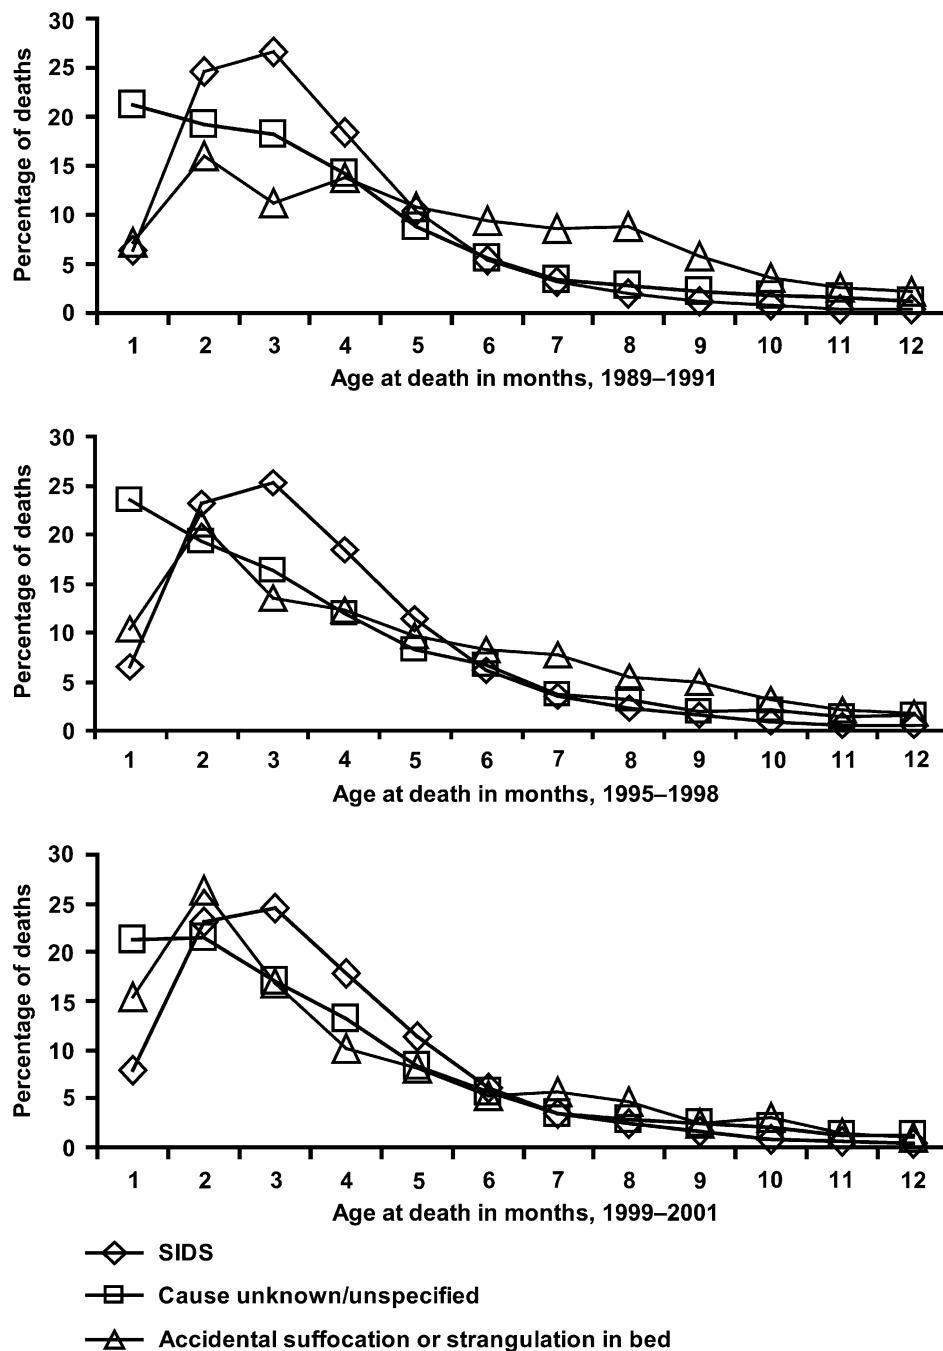 Percentage of deaths
30
25
20
15
10
5
0
1 2 3 4 5 6 7 8 9 10 11 12
Age at death in months, 1989–1991
Percentage of deaths
30
25
20
15
10
5
0
1 2 3 4 5 6 7 8 9 10 11 12
Age at death in months, 1995–1998
Percentage of deaths
30
25
20
15
10
5
0
1 2 3 4 5 6 7 8 9 10 11 12
Age at death in months, 1999–2001
SIDS
Cause unknown/unspecified
Accidental suffocation or strangulation in bed